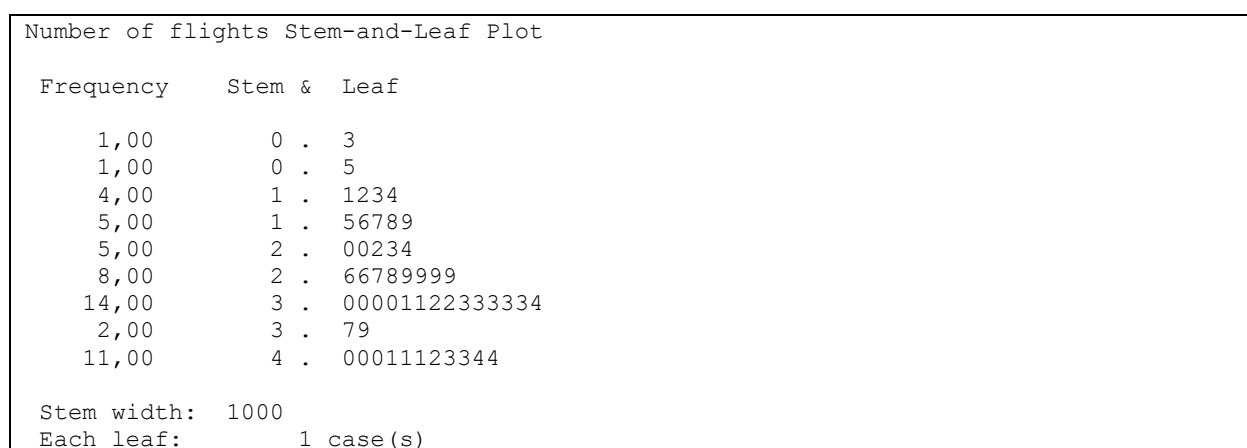 Number of flights Stem-and-Leaf Plot
Frequency Stem & Leaf
1,00 0 . 3
1,00 0 . 5
4,00 1 . 1234
5,00 1 . 56789
5,00 2 . 00234
8,00 2 . 66789999
14,00 3 . 00001122333334
2,00 3 . 79
11,00 4 . 00011123344
Stem width: 1000
Each leaf: 1 case(s)